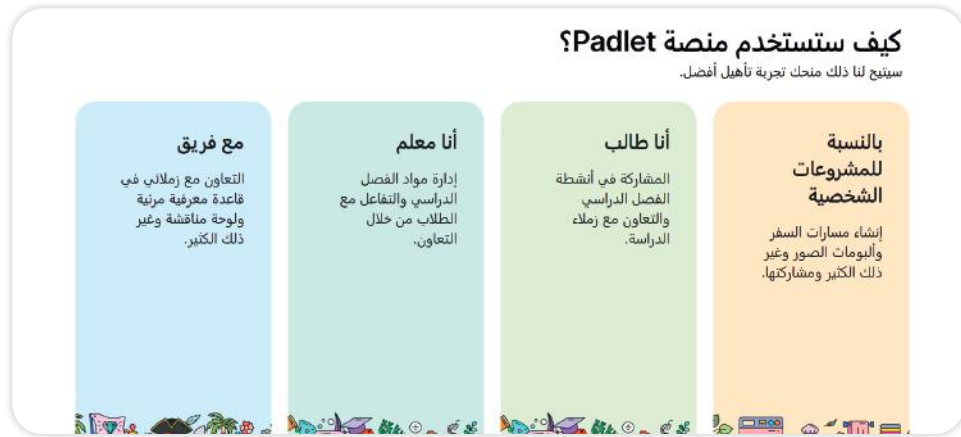 كيف ستستخدم منصة Padlet؟
سيتيح لنا ذلك منحك تجربة تأهيل أفضل.
بالنسبة
للمشروعات
الشخصية
إنشاء مسارات السفر
وألبومات الصور وغير
ذلك الكثير ومشاركتها.
أنا طالب
المشاركة في أنشطة
الفصل الدراسي
والتعاون مع زملاء
الدراسة.
أنا معلم
إدارة مواد الفصل
الدراسي والتفاعل مع
الطلاب من خلال
التعاون.
مع فريق
التعاون مع زملائي في
قاعدة معرفية مرئية
ولوحة مناقشة وغير
ذلك الكثير.